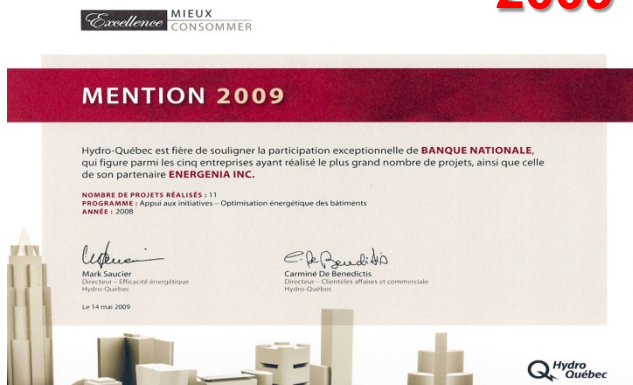 2009
Excellence MIEUX
CONSOMMER
MENTION 2009
Hydro-Québec est fière de souligner la participation exceptionnelle de BANQUE NATIONALE,
qui figure parmi les cinq entreprises ayant réalisé le plus grand nombre de projets, ainsi que celle
de son partenaire ENERGENIA INC.
NOMBRE DE PROJETS RÉALISÉS : 11
PROGRAMME : Appui aux initiatives – Optimisation énergétique des bâtiments
ANNÉE : 2008
C. De Benedictis
Mark Saucier
Directeur – Efficacité énergétique
Hydro-Québec
Carmine De Benedictis
Directeur – Clientèles affaires et commerciale
Hydro-Québec
Le 14 mai 2009
Hydro
Québec